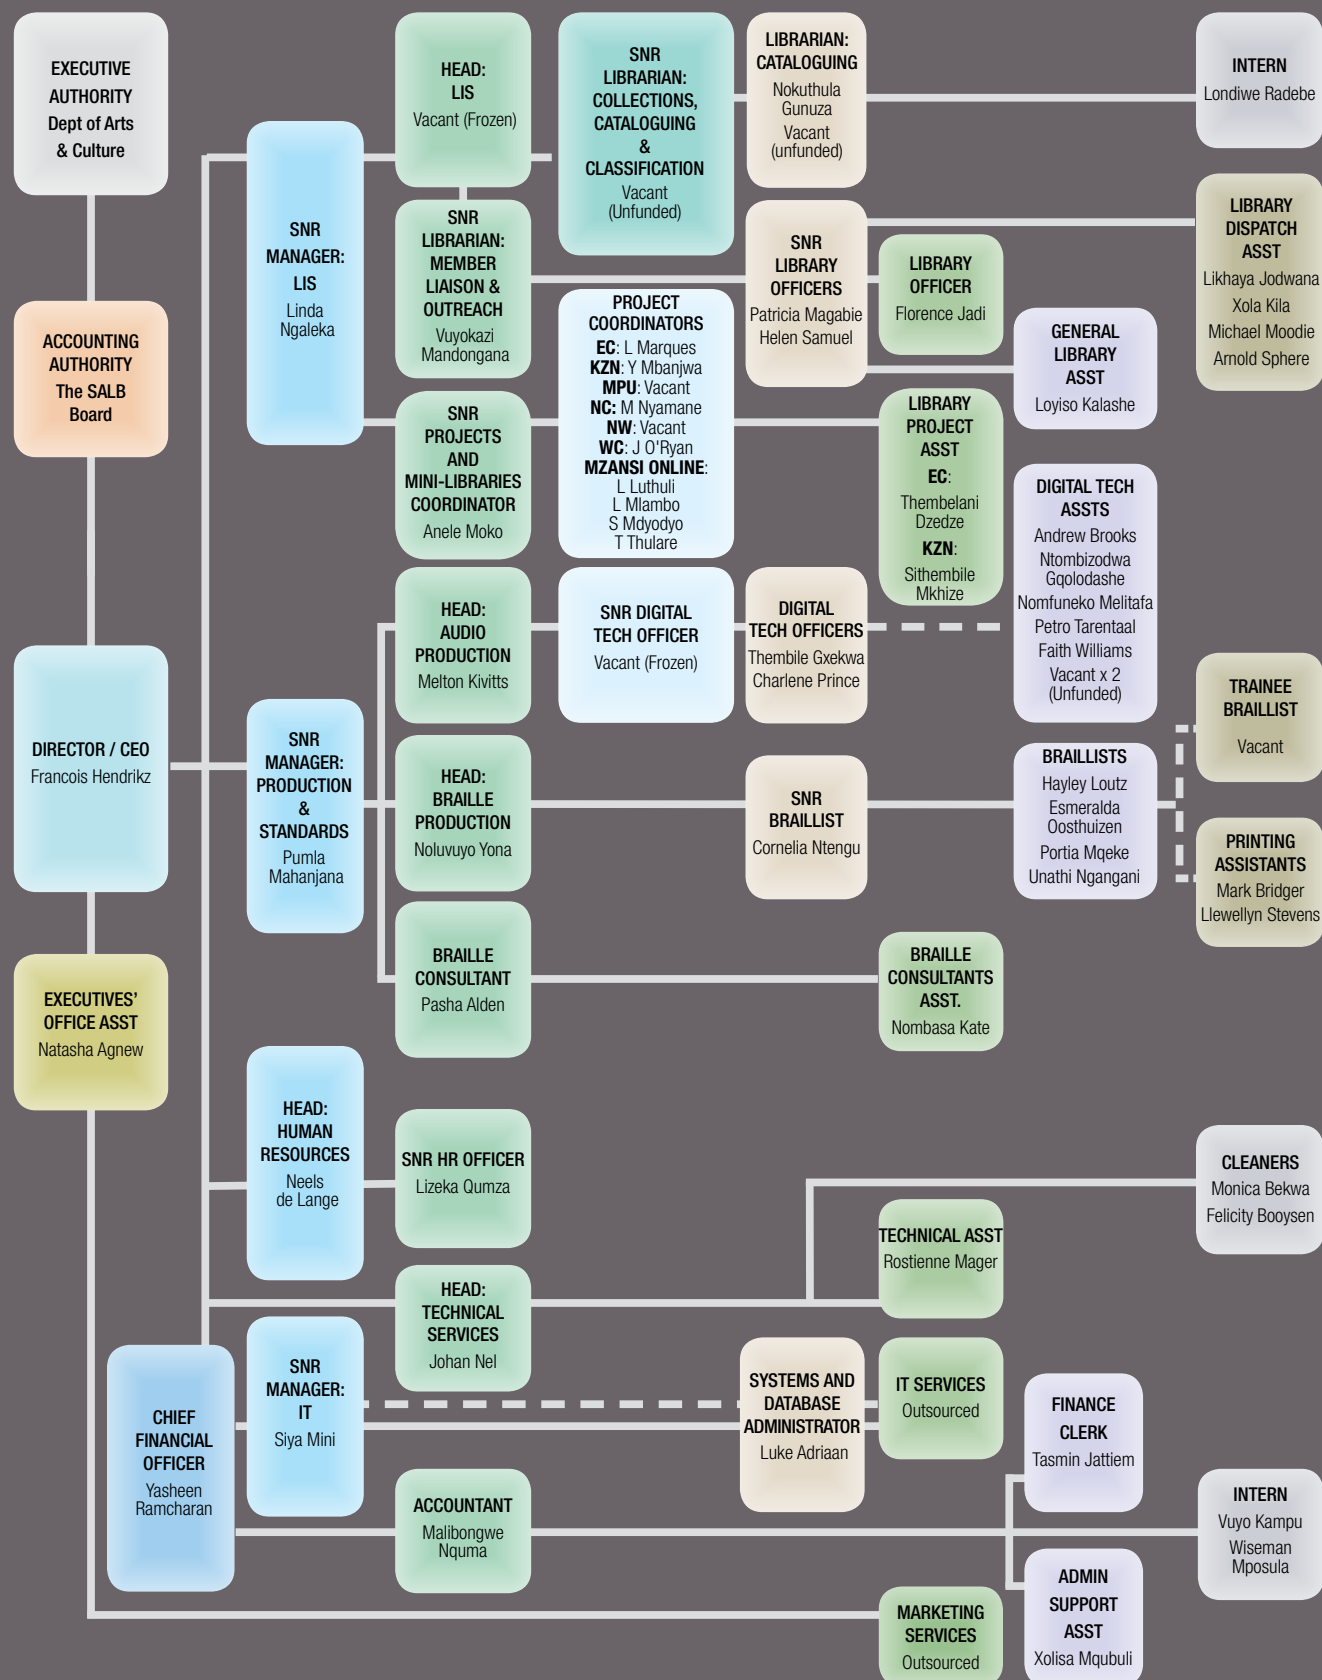 EXECUTIVE
AUTHORITY
Dept of Arts
& Culture
ACCOUNTING
AUTHORITY
The SALB
Board
DIRECTOR / CEO
Francois Hendrikz
EXECUTIVES’
OFFICE ASST
Natasha Agnew
CHIEF
FINANCIAL
OFFICER
Yasheen
Ramcharan
SNR
MANAGER:
LIS
Linda
Ngaleka
SNR
MANAGER:
PRODUCTION
&
STANDARDS
Pumla
Mahanjana
HEAD:
HUMAN
RESOURCES
Neels
de Lange
SNR
MANAGER:
IT
Siya Mini
HEAD:
LIS
Vacant (Frozen)
SNR
LIBRARIAN:
MEMBER
LIAISON &
OUTREACH
Vuyokazi
Mandongana
SNR
PROJECTS
AND
MINI-LIBRARIES
COORDINATOR
Anele Moko
HEAD:
AUDIO
PRODUCTION
Melton Kivitts
HEAD:
BRAILLE
PRODUCTION
Noluvuyo Yona
BRAILLE
CONSULTANT
Pasha Alden
SNR HR OFFICER
Lizeka Qumza
HEAD:
TECHNICAL
SERVICES
Johan Nel
ACCOUNTANT
Malibongwe
Nquma
SNR
LIBRARIAN:
COLLECTIONS,
CATALOGUING
&
CLASSIFICATION
Vacant
(Unfunded)
PROJECT
COORDINATORS
EC: L Marques
KZN: Y Mbanjwa
MPU: Vacant
NC: M Nyamane
NW: Vacant
WC: J O'Ryan
MZANSI ONLINE:
L Luthuli
L Mlambo
S Mdyodyo
T Thulare
SNR DIGITAL
TECH OFFICER
Vacant (Frozen)
LIBRARIAN:
CATALOGUING
Nokuthula
Gunuza
Vacant
(unfunded)
SNR
LIBRARY
OFFICERS
Patricia Magabie
Helen Samuel
DIGITAL
TECH OFFICERS
Thembile Gxekwa
Charlene Prince
SNR
BRAILLIST
Cornelia Ntengu
SYSTEMS AND
DATABASE
ADMINISTRATOR
Luke Adriaan
LIBRARY
OFFICER
Florence Jadi
LIBRARY
PROJECT
ASST
EC:
Thembelani
Dzedze
KZN:
Sithembile
Mkhize
BRAILLE
CONSULTANTS
ASST.
Nombasa Kate
TECHNICAL ASST
Rostienne Mager
IT SERVICES
Outsourced
MARKETING
SERVICES
Outsourced
GENERAL
LIBRARY
ASST
Loyiso Kalashe
DIGITAL TECH
ASSTS
Andrew Brooks
Ntombizodwa
Gqolodashe
Nomfuneko Melitafa
Petro Tarentaal
Faith Williams
Vacant x 2
(Unfunded)
BRAILLISTS
Hayley Loutz
Esmeralda
Oosthuizen
Portia Mqeke
Unathi Ngangani
FINANCE
CLERK
Tasmin Jattiem
ADMIN
SUPPORT
ASST
Xolisa Mqubuli
INTERN
Londiwe Radebe
LIBRARY
DISPATCH
ASST
Likhaya Jodwana
Xola Kila
Michael Moodie
Arnold Sphere
TRAINEE
BRAILLIST
Vacant
PRINTING
ASSISTANTS
Mark Bridger
Llewellyn Stevens
CLEANERS
Monica Bekwa
Felicity Booysen
INTERN
Vuyo Kampu
Wiseman
Mposula